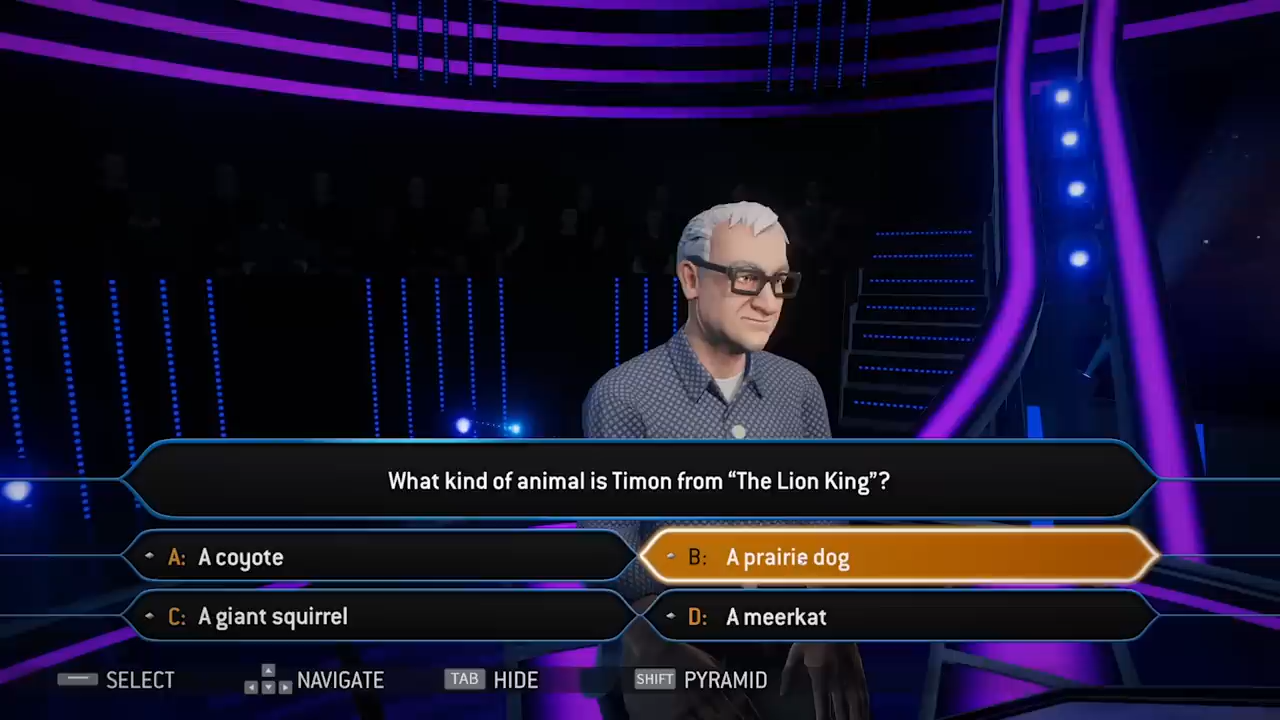 What kind of animal is Timon from “The Lion King”?
A: A coyote
B: A prairie dog
C: A giant squirrel
D: A meerkat
SELECT NAVIGATE TAB HIDE SHIFT PYRAMID